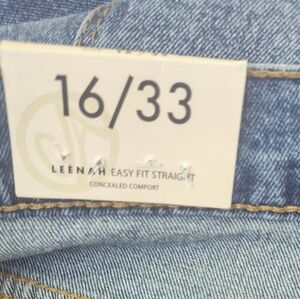 16/33
LEENAH EASY FIT STRAIGHT
CONCEALED COMFORT